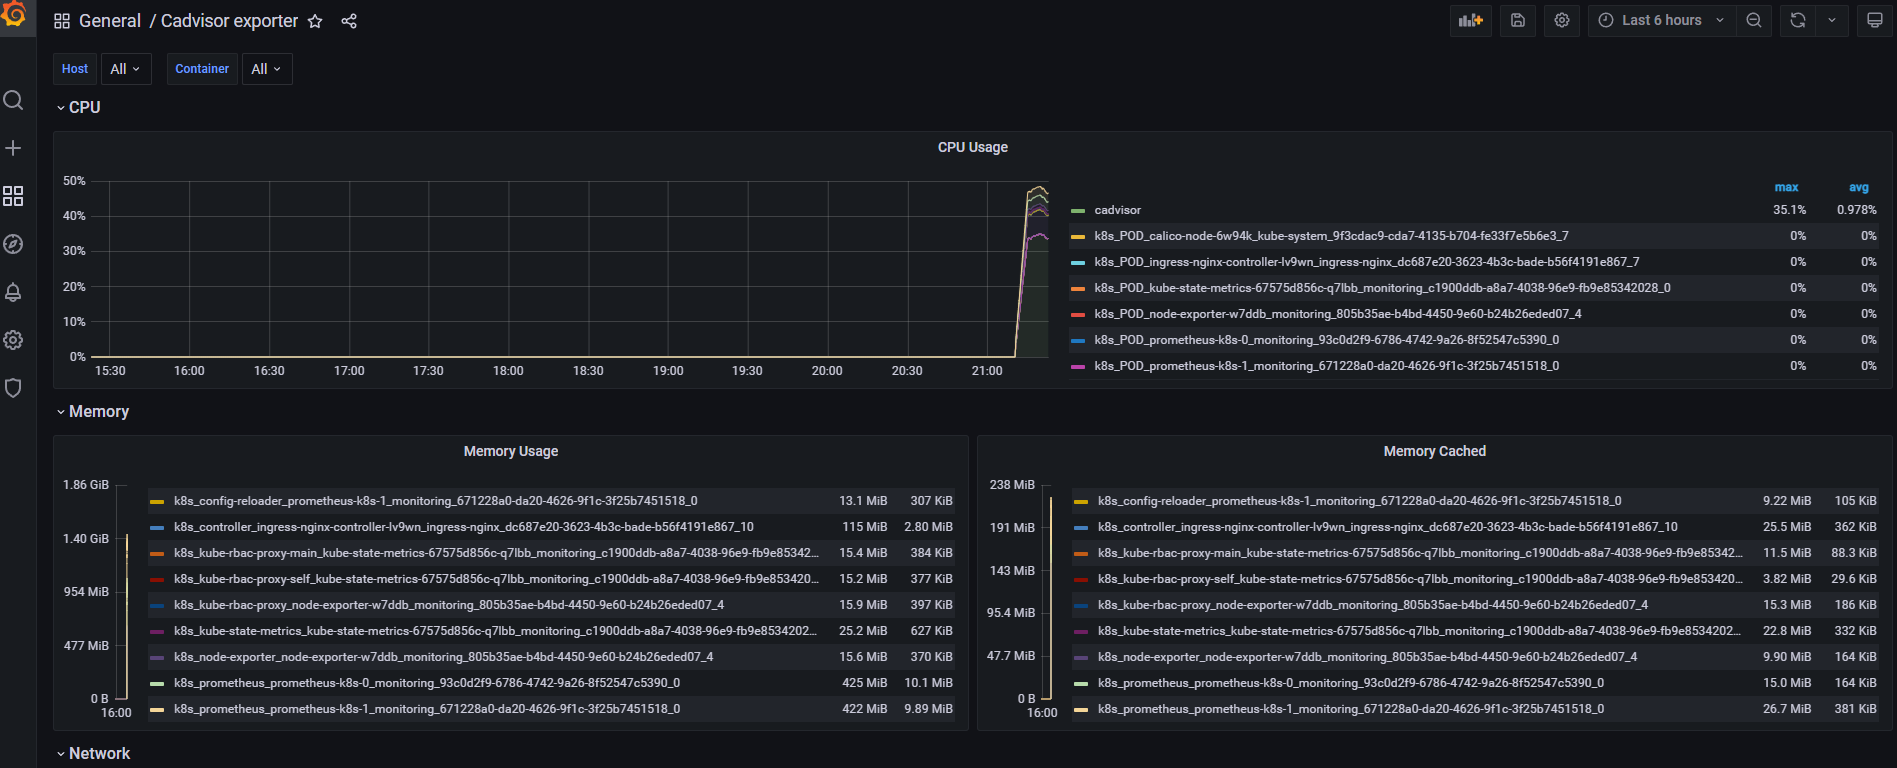 General / Cadvisor exporter
Last 6 hours
Host All Container All
CPU
CPU Usage
50%
40%
30%
20%
10%
0%
15:30 16:00 16:30 17:00 17:30 18:00 18:30 19:00 19:30 20:00 20:30 21:00
max avg
cadvisor 35.1% 0.978%
k8s_POD_calico-node-6w94k_kube-system_9f3cdac9-cda7-4135-b704-fe33f7e5b6e3_7 0% 0%
k8s_POD_ingress-nginx-controller-lv9wn_ingress-nginx_dc687e20-3623-4b3c-bade-b56f4191e867_7 0% 0%
k8s_POD_kube-state-metrics-67575d856c-q7lbb_monitoring_c1900ddb-a8a7-4038-96e9-fb9e85342028_0 0% 0%
k8s_POD_node-exporter-w7ddb_monitoring_805b35ae-b4bd-4450-9e60-b24b26eded07_4 0% 0%
k8s_POD_prometheus-k8s-0_monitoring_93c0d2f9-6786-4742-9a26-8f52547c5390_0 0% 0%
k8s_POD_prometheus-k8s-1_monitoring_671228a0-da20-4626-9f1c-3f25b7451518_0 0% 0%
Memory
Memory Usage
1.86 GiB
1.40 GiB
954 MiB
477 MiB
0 B
16:00
k8s_config-reloader_prometheus-k8s-1_monitoring_671228a0-da20-4626-9f1c-3f25b7451518_0 13.1 MiB 307 KiB
k8s_controller_ingress-nginx-controller-lv9wn_ingress-nginx_dc687e20-3623-4b3c-bade-b56f4191e867_10 115 MiB 2.80 MiB
k8s_kube-rbac-proxy-main_kube-state-metrics-67575d856c-q7lbb_monitoring_c1900ddb-a8a7-4038-96e9-fb9e85342... 15.4 MiB 384 KiB
k8s_kube-rbac-proxy-self_kube-state-metrics-67575d856c-q7lbb_monitoring_c1900ddb-a8a7-4038-96e9-fb9e853420... 15.2 MiB 377 KiB
k8s_kube-rbac-proxy_node-exporter-w7ddb_monitoring_805b35ae-b4bd-4450-9e60-b24b26eded07_4 15.9 MiB 397 KiB
k8s_kube-state-metrics_kube-state-metrics-67575d856c-q7lbb_monitoring_c1900ddb-a8a7-4038-96e9-fb9e8534202... 25.2 MiB 627 KiB
k8s_node-exporter_node-exporter-w7ddb_monitoring_805b35ae-b4bd-4450-9e60-b24b26eded07_4 15.6 MiB 370 KiB
k8s_prometheus_prometheus-k8s-0_monitoring_93c0d2f9-6786-4742-9a26-8f52547c5390_0 425 MiB 10.1 MiB
k8s_prometheus_prometheus-k8s-1_monitoring_671228a0-da20-4626-9f1c-3f25b7451518_0 422 MiB 9.89 MiB
Memory Cached
238 MiB
191 MiB
143 MiB
95.4 MiB
47.7 MiB
0 B
16:00
k8s_config-reloader_prometheus-k8s-1_monitoring_671228a0-da20-4626-9f1c-3f25b7451518_0 9.22 MiB 105 KiB
k8s_controller_ingress-nginx-controller-lv9wn_ingress-nginx_dc687e20-3623-4b3c-bade-b56f4191e867_10 25.5 MiB 362 KiB
k8s_kube-rbac-proxy-main_kube-state-metrics-67575d856c-q7lbb_monitoring_c1900ddb-a8a7-4038-96e9-fb9e85342... 11.5 MiB 88.3 KiB
k8s_kube-rbac-proxy-self_kube-state-metrics-67575d856c-q7lbb_monitoring_c1900ddb-a8a7-4038-96e9-fb9e853420... 3.82 MiB 29.6 KiB
k8s_kube-rbac-proxy_node-exporter-w7ddb_monitoring_805b35ae-b4bd-4450-9e60-b24b26eded07_4 15.3 MiB 186 KiB
k8s_kube-state-metrics_kube-state-metrics-67575d856c-q7lbb_monitoring_c1900ddb-a8a7-4038-96e9-fb9e8534202... 22.8 MiB 332 KiB
k8s_node-exporter_node-exporter-w7ddb_monitoring_805b35ae-b4bd-4450-9e60-b24b26eded07_4 9.90 MiB 164 KiB
k8s_prometheus_prometheus-k8s-0_monitoring_93c0d2f9-6786-4742-9a26-8f52547c5390_0 15.0 MiB 164 KiB
k8s_prometheus_prometheus-k8s-1_monitoring_671228a0-da20-4626-9f1c-3f25b7451518_0 26.7 MiB 381 KiB
Network